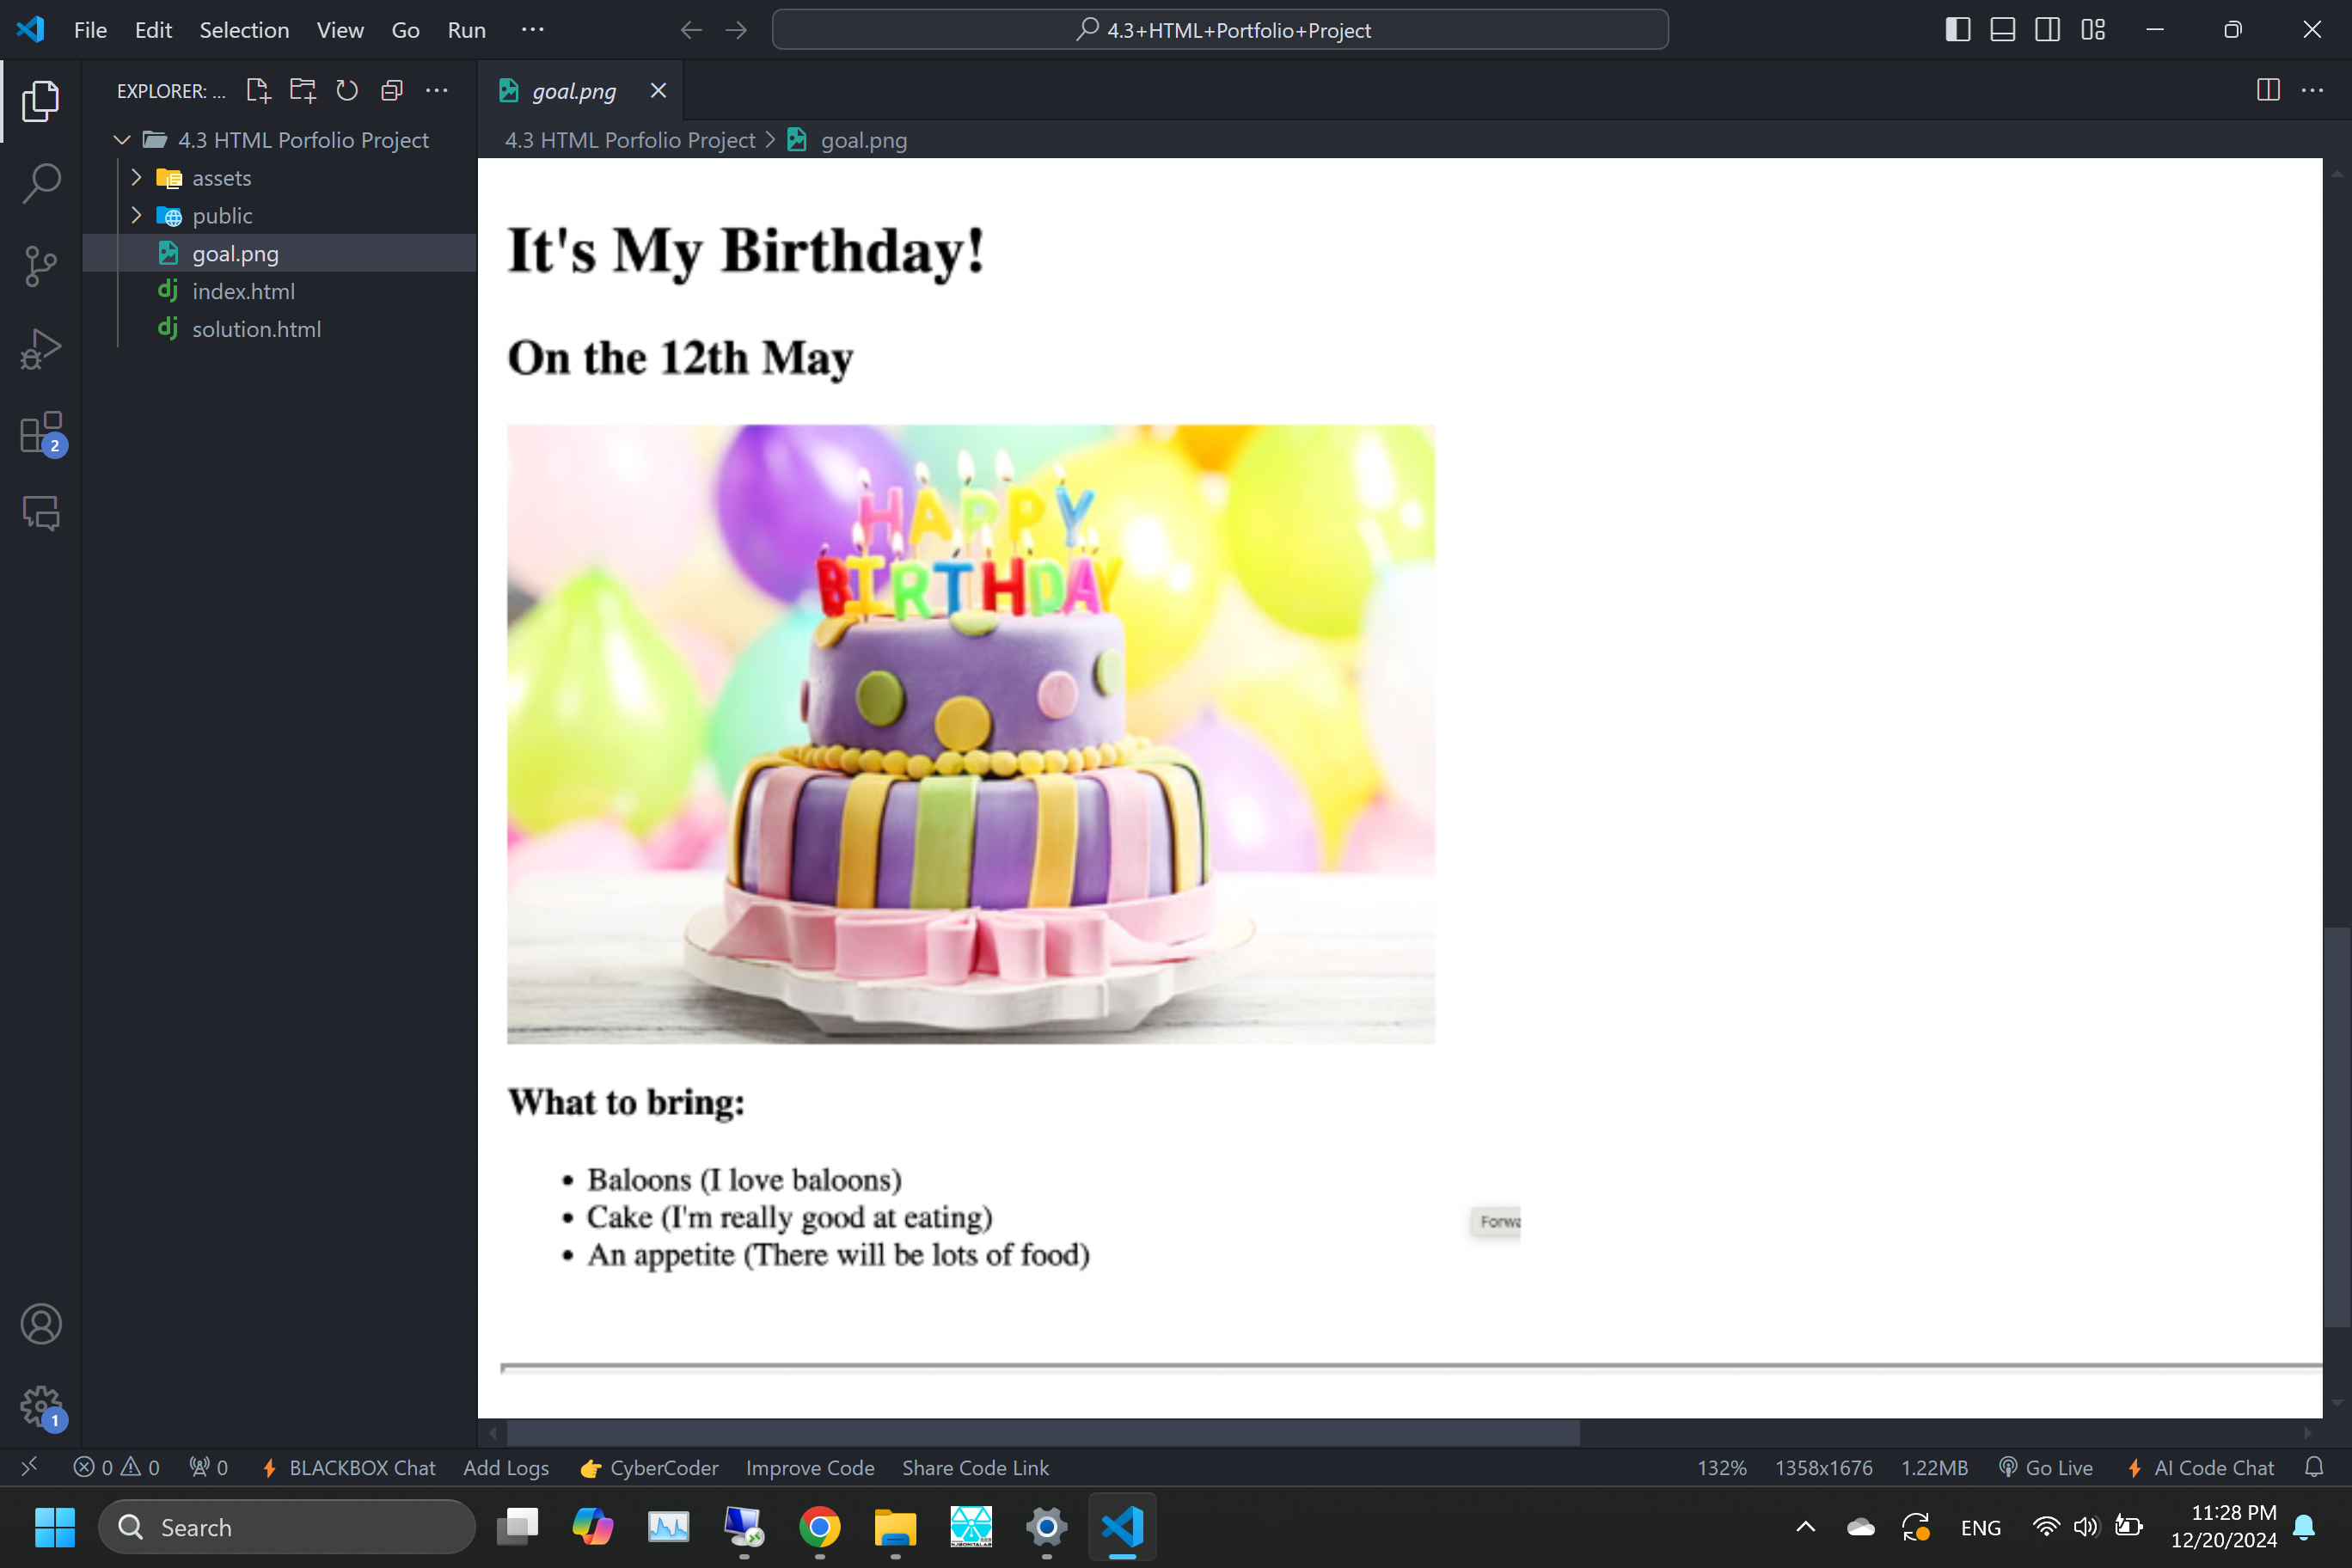 File Edit Selection View Go Run ...
4.3+HTML+Portfolio+Project
EXPLORER: ...
goal.png
4.3 HTML Porfolio Project
assets
public
goal.png
index.html
solution.html
2
1
4.3 HTML Porfolio Project > goal.png
It's My Birthday!
On the 12th May
HAPPY
BIRTHDAY
What to bring:
• Baloons (I love baloons)
• Cake (I'm really good at eating)
• An appetite (There will be lots of food)
0 0 0 BLACKBOX Chat Add Logs CyberCoder Improve Code Share Code Link 132% 1358x1676 1.22MB Go Live AI Code Chat
Search
ENG
11:28 PM
12/20/2024